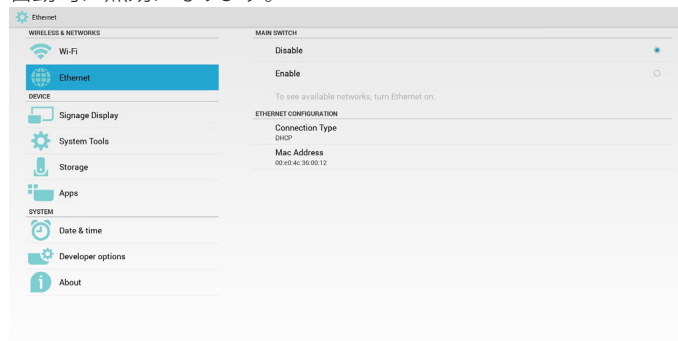 Ethernet
WIRELESS & NETWORKS
Wi-Fi
Ethernet
DEVICE
Signage Display
System Tools
Storage
Apps
SYSTEM
Date & time
Developer options
About
MAIN SWITCH
Disable
Enable
To see available networks, turn Ethernet on.
ETHERNET CONFIGURATION
Connection Type
DHCP
Mac Address
00:e0:4c:36:00:12